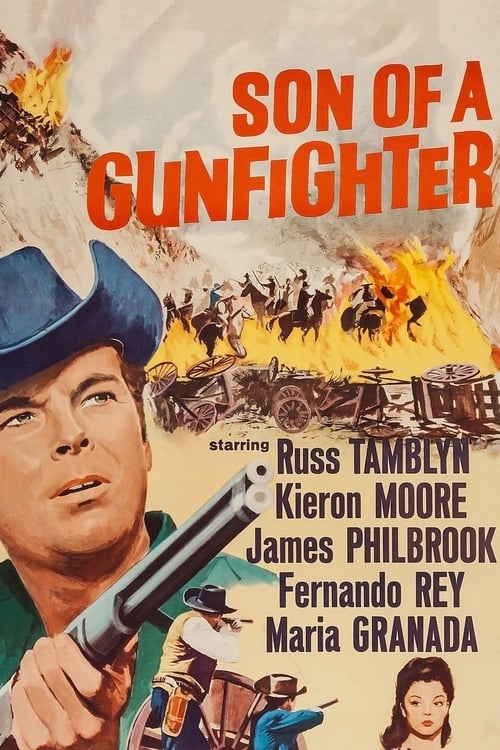 SON OF A
GUNFIGHTER
starring Russ TAMBLYN
Kieron MOORE
James PHILBROOK
Fernando REY
Maria GRANADA